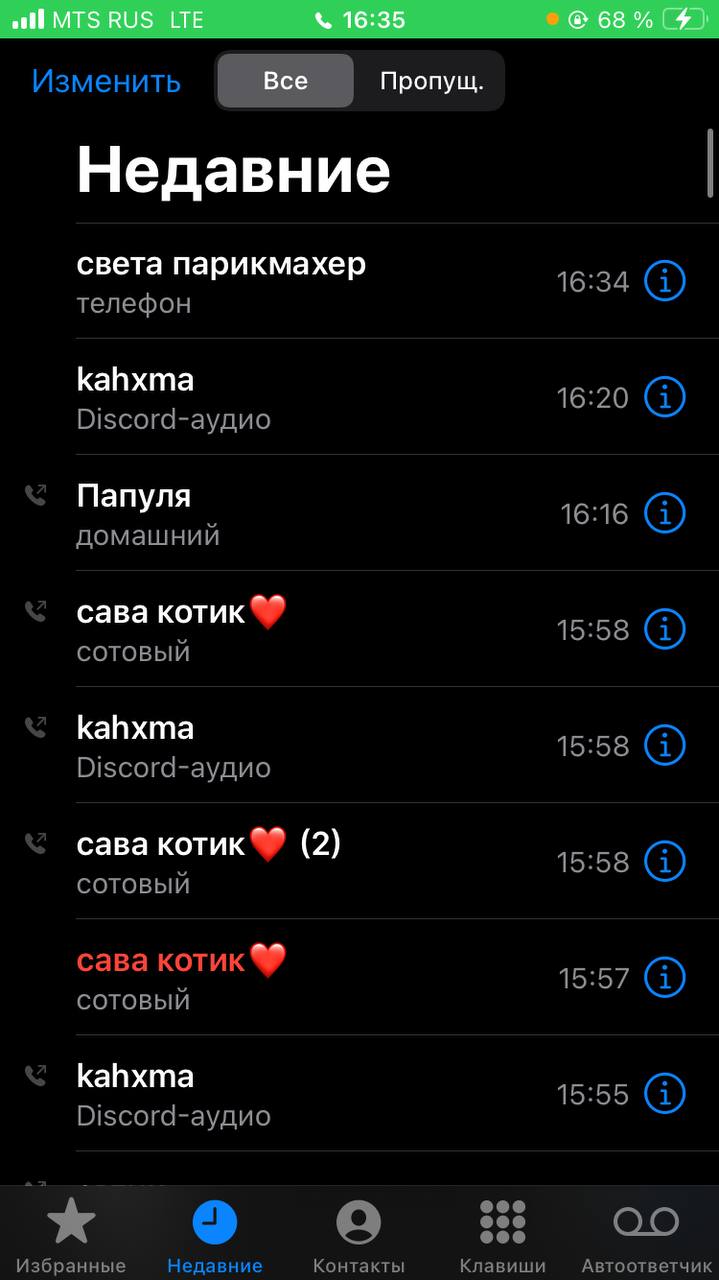 MTS RUS LTE 16:35 68 %
Изменить Все Пропущ.
Недавние
света парикмахер 16:34
телефон
kahxma 16:20
Discord-аудио
Папуля 16:16
домашний
сава котик❤️ 15:58
сотовый
kahxma 15:58
Discord-аудио
сава котик❤️ (2) 15:58
сотовый
сава котик❤️ 15:57
сотовый
kahxma 15:55
Discord-аудио
Избранные Недавние Контакты Клавиши Автоответчик